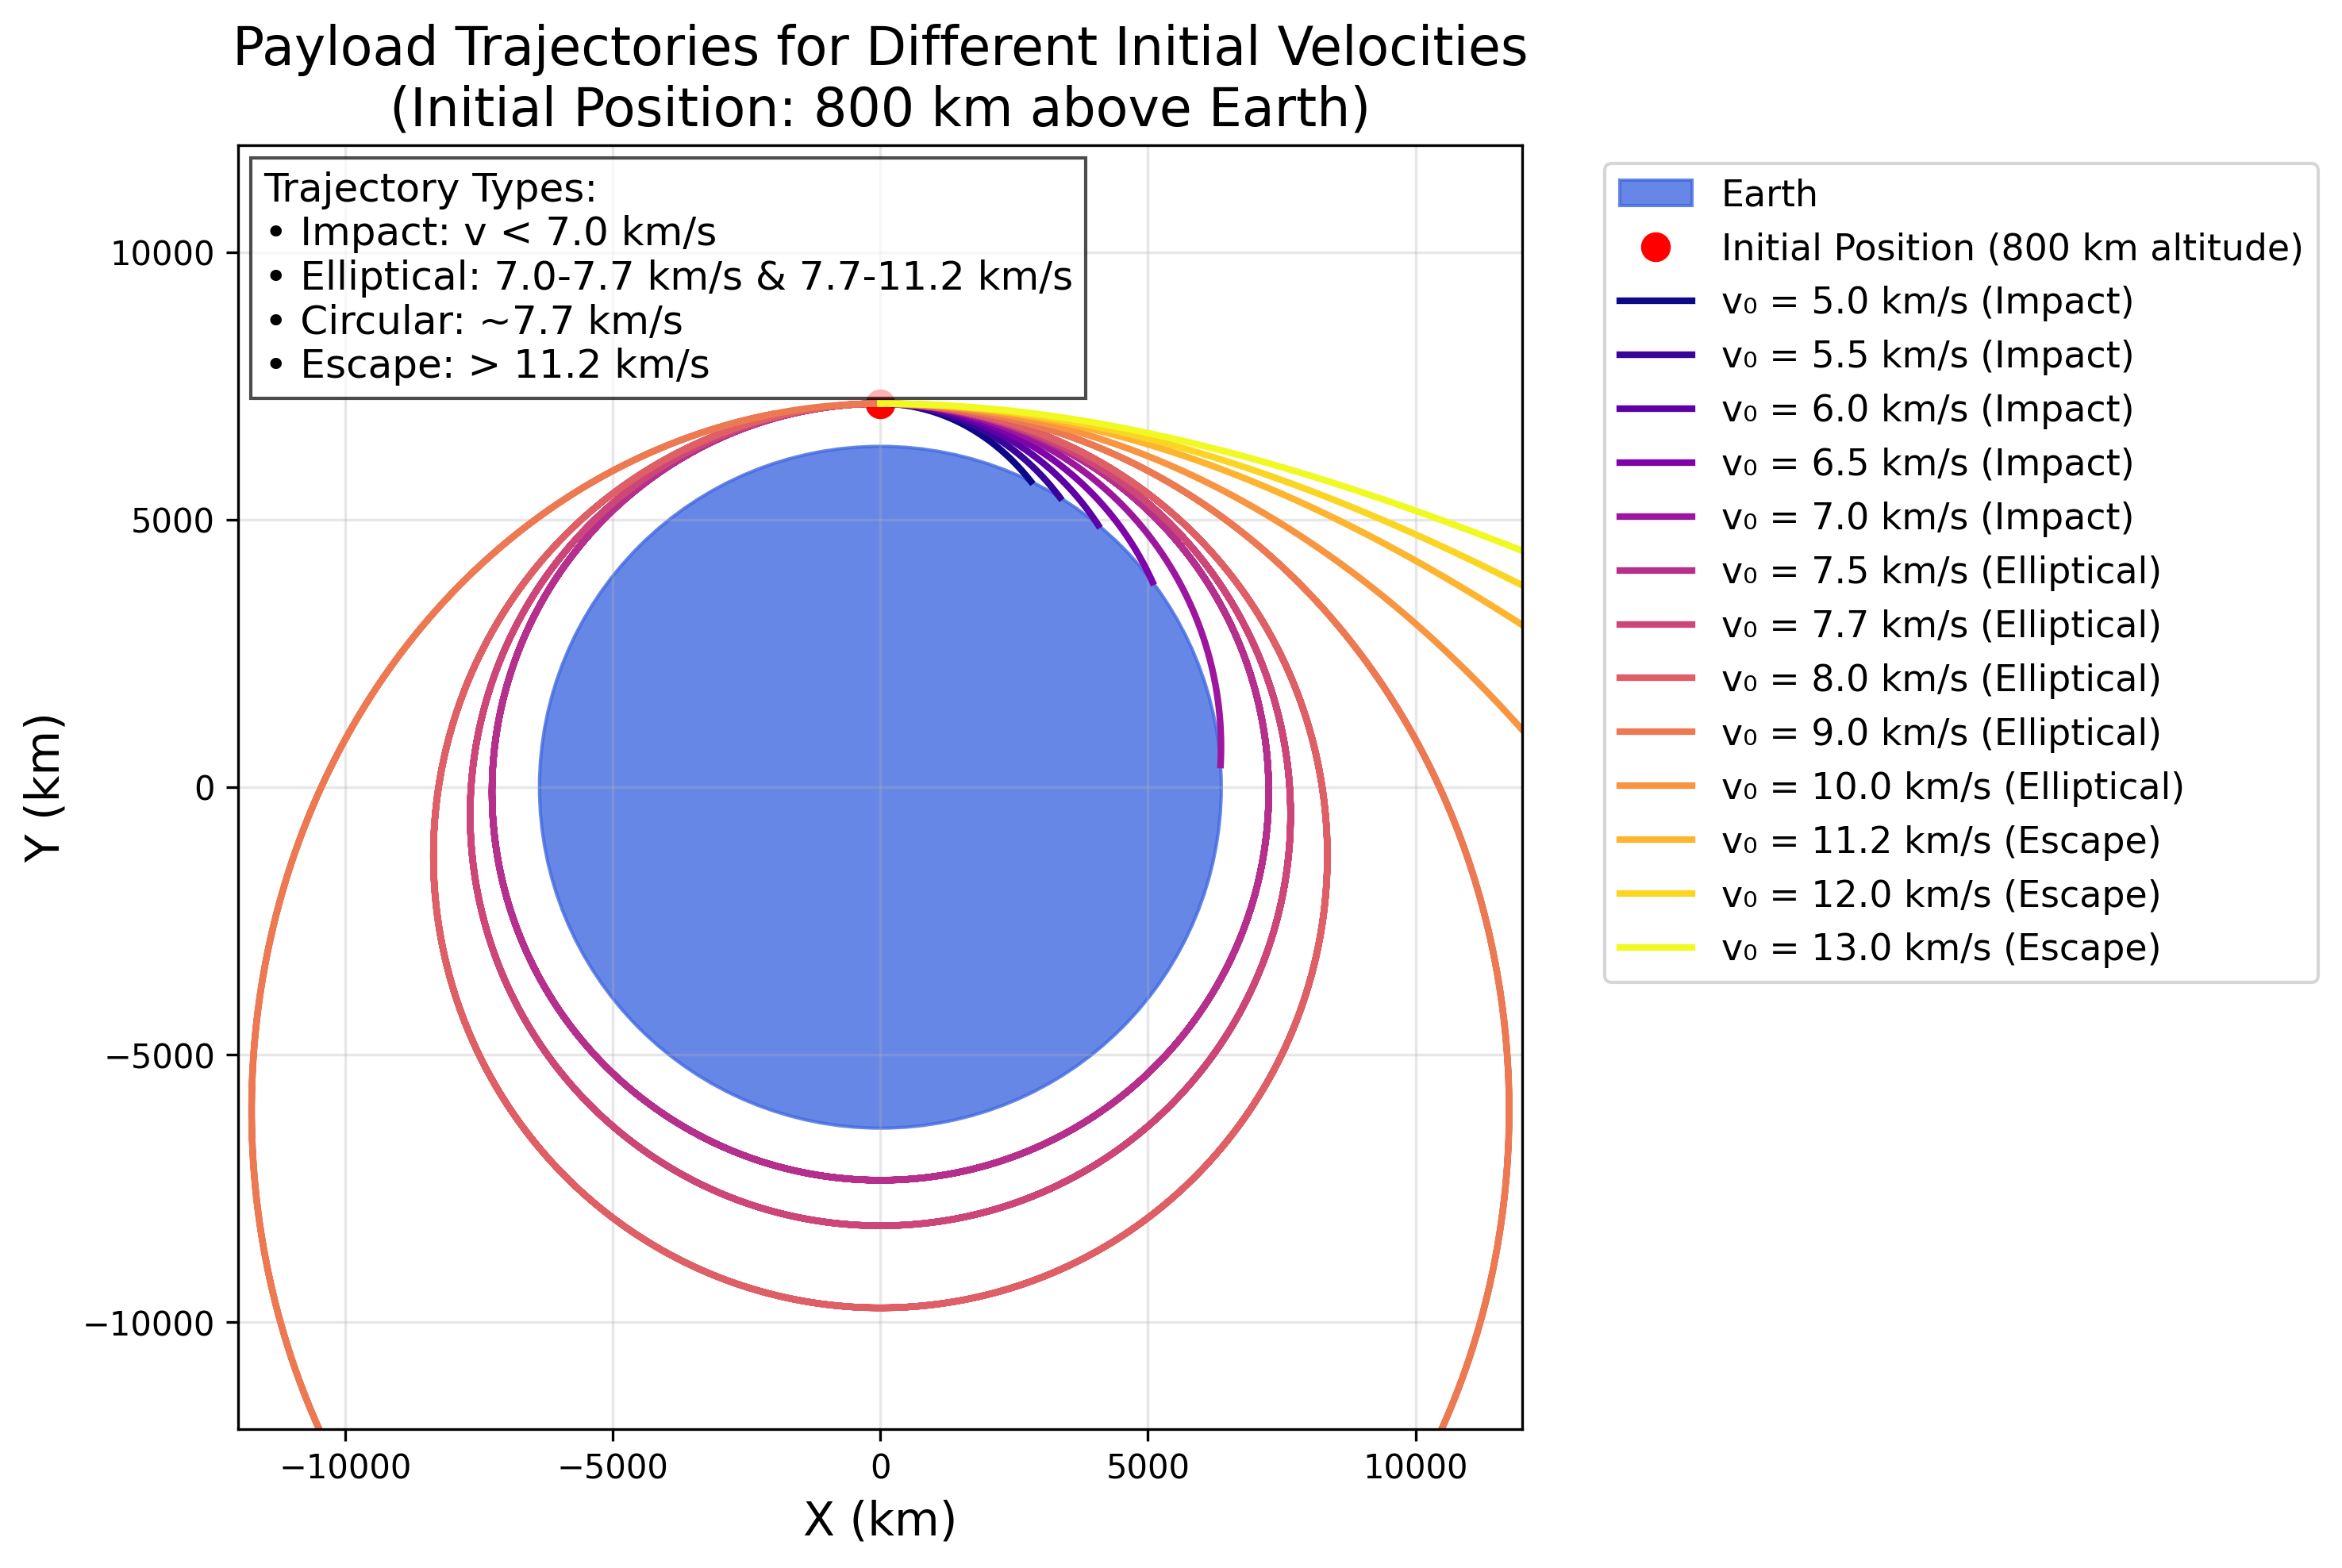 Payload Trajectories for Different Initial Velocities
(Initial Position: 800 km above Earth)
Trajectory Types:
• Impact: v < 7.0 km/s
• Elliptical: 7.0-7.7 km/s & 7.7-11.2 km/s
• Circular: ~7.7 km/s
• Escape: > 11.2 km/s
Earth
Initial Position (800 km altitude)
v₀ = 5.0 km/s (Impact)
v₀ = 5.5 km/s (Impact)
v₀ = 6.0 km/s (Impact)
v₀ = 6.5 km/s (Impact)
v₀ = 7.0 km/s (Impact)
v₀ = 7.5 km/s (Elliptical)
v₀ = 7.7 km/s (Elliptical)
v₀ = 8.0 km/s (Elliptical)
v₀ = 9.0 km/s (Elliptical)
v₀ = 10.0 km/s (Elliptical)
v₀ = 11.2 km/s (Escape)
v₀ = 12.0 km/s (Escape)
v₀ = 13.0 km/s (Escape)
Y (km)
10000
5000
0
−5000
−10000
−10000
−5000
0
5000
10000
X (km)